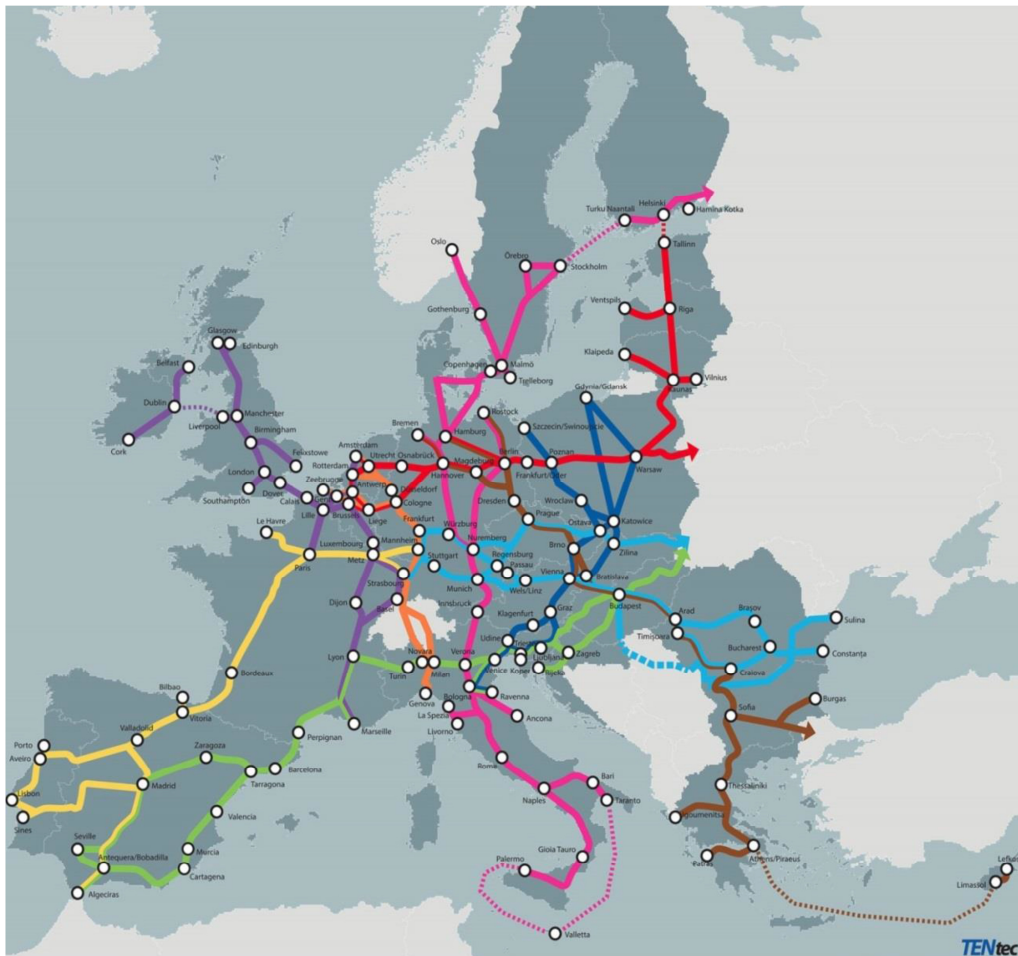 Helsinki
Turku Naantali
Hamina Kotka
Oslo
Tallinn
Örebro
Stockholm
Ventspils
Riga
Gothenburg
Glasgow
Edinburgh
Klaipeda
Belfast
Copenhagen
Malmö
Vilnius
Trelleborg
Gdynia/Gdansk
Dublin
Rostock
Manchester
Liverpool
Bremen
Szczecin/Swinoujscie
Birmingham
Hamburg
Cork
Amsterdam
Felixstowe
Utrecht
Osnabrück
Magdeburg
Berlin
Poznan
Warsaw
Rotterdam
London
Hannover
Frankfurt/Oder
Zeebrugge
Antwerp
Düsseldorf
Dover
Southampton
Calais
Cologne
Dresden
Wroclaw
Lille
Brussels
Liege
Prague
Katowice
Le Havre
Frankfurt
Würzburg
Ostava
Luxembourg
Mannheim
Nuremberg
Brno
Zilina
Paris
Metz
Stuttgart
Regensburg
Passau
Strasbourg
Munich
Wels/Linz
Vienna
Bratislava
Dijon
Basel
Innsbruck
Budapest
Klagenfurt
Graz
Arad
Braşov
Sulina
Udine
Timişoara
Lyon
Novara
Verona
Ljubljana
Zagreb
Bucharest
Constanţa
Turin
Milan
Venice
Koper
Craiova
Bordeaux
Bologna
Bilbao
Genova
Ravenna
Burgas
Vitoria
La Spezia
Sofia
Valladolid
Marseille
Livorno
Ancona
Perpignan
Porto
Zaragoza
Aveiro
Roma
Barcelona
Bari
Madrid
Tarragona
Thessaloniki
Lisbon
Naples
Taranto
Sines
Valencia
Igoumenitsa
Seville
Murcia
Gioia Tauro
Athens/Piraeus
Antequera/Bobadilla
Palermo
Patras
Cartagena
Limassol
Algeciras
Valletta
TENtec